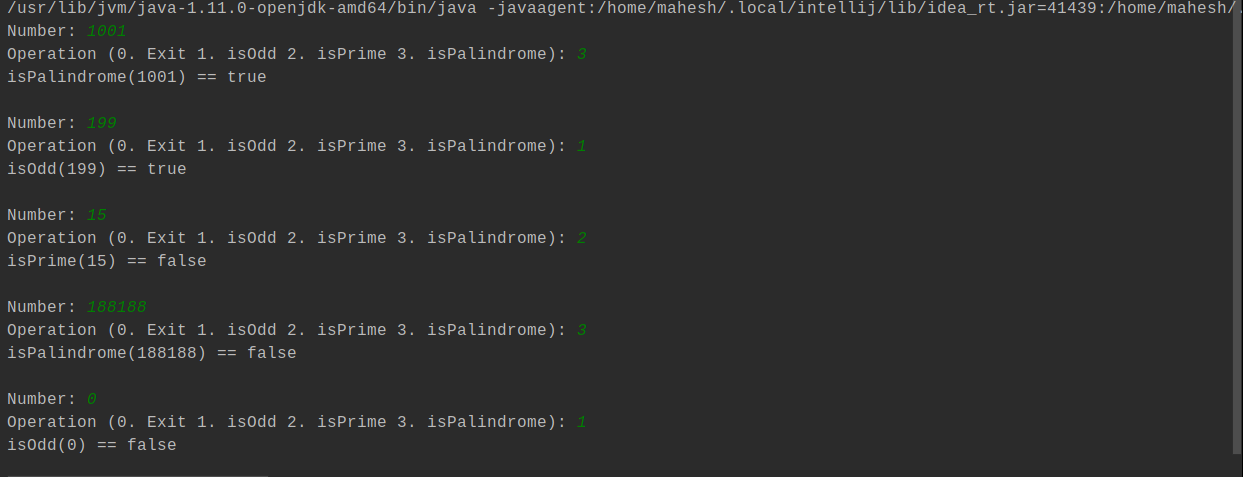 /usr/lib/jvm/java-1.11.0-openjdk-amd64/bin/java -javaagent:/home/mahesh/.local/intellij/lib/idea_rt.jar=41439:/home/mahesh/
Number: 1001
Operation (0. Exit 1. isOdd 2. isPrime 3. isPalindrome): 3
isPalindrome(1001) == true
Number: 199
Operation (0. Exit 1. isOdd 2. isPrime 3. isPalindrome): 1
isOdd(199) == true
Number: 15
Operation (0. Exit 1. isOdd 2. isPrime 3. isPalindrome): 2
isPrime(15) == false
Number: 188188
Operation (0. Exit 1. isOdd 2. isPrime 3. isPalindrome): 3
isPalindrome(188188) == false
Number: 0
Operation (0. Exit 1. isOdd 2. isPrime 3. isPalindrome): 1
isOdd(0) == false